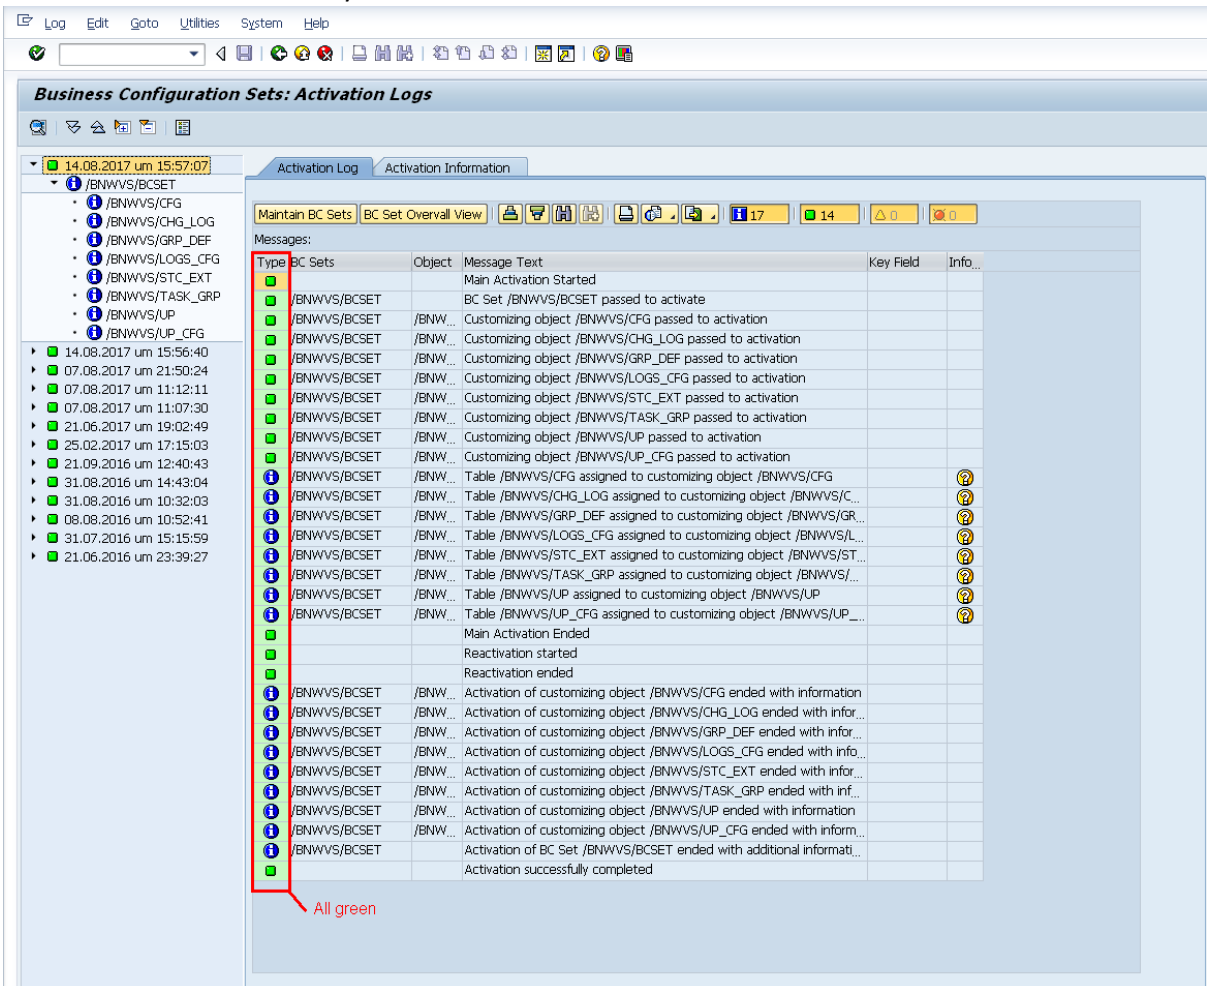 Log Edit Goto Utilities System Help
Business Configuration Sets: Activation Logs
14.08.2017 um 15:57:07
/BNWVS/BCSET
/BNWVS/CFG
/BNWVS/CHG_LOG
/BNWVS/GRP_DEF
/BNWVS/LOGS_CFG
/BNWVS/STC_EXT
/BNWVS/TASK_GRP
/BNWVS/UP
/BNWVS/UP_CFG
14.08.2017 um 15:56:40
07.08.2017 um 21:50:24
07.08.2017 um 11:12:11
07.08.2017 um 11:07:30
21.06.2017 um 19:02:49
25.02.2017 um 17:15:03
21.09.2016 um 12:40:43
31.08.2016 um 14:43:04
31.08.2016 um 10:32:03
08.08.2016 um 10:52:41
31.07.2016 um 15:15:59
21.06.2016 um 23:39:27
Activation Log Activation Information
Maintain BC Sets BC Set Overvall View 17 14 0 0
Messages:
Type BC Sets Object Message Text Key Field Info...
Main Activation Started
/BNWVS/BCSET BC Set /BNWVS/BCSET passed to activate
/BNWVS/BCSET /BNW... Customizing object /BNWVS/CFG passed to activation
/BNWVS/BCSET /BNW... Customizing object /BNWVS/CHG_LOG passed to activation
/BNWVS/BCSET /BNW... Customizing object /BNWVS/GRP_DEF passed to activation
/BNWVS/BCSET /BNW... Customizing object /BNWVS/LOGS_CFG passed to activation
/BNWVS/BCSET /BNW... Customizing object /BNWVS/STC_EXT passed to activation
/BNWVS/BCSET /BNW... Customizing object /BNWVS/TASK_GRP passed to activation
/BNWVS/BCSET /BNW... Customizing object /BNWVS/UP passed to activation
/BNWVS/BCSET /BNW... Customizing object /BNWVS/UP_CFG passed to activation
/BNWVS/BCSET /BNW... Table /BNWVS/CFG assigned to customizing object /BNWVS/CFG
/BNWVS/BCSET /BNW... Table /BNWVS/CHG_LOG assigned to customizing object /BNWVS/C...
/BNWVS/BCSET /BNW... Table /BNWVS/GRP_DEF assigned to customizing object /BNWVS/GR...
/BNWVS/BCSET /BNW... Table /BNWVS/LOGS_CFG assigned to customizing object /BNWVS/L...
/BNWVS/BCSET /BNW... Table /BNWVS/STC_EXT assigned to customizing object /BNWVS/ST...
/BNWVS/BCSET /BNW... Table /BNWVS/TASK_GRP assigned to customizing object /BNWVS/...
/BNWVS/BCSET /BNW... Table /BNWVS/UP assigned to customizing object /BNWVS/UP
/BNWVS/BCSET /BNW... Table /BNWVS/UP_CFG assigned to customizing object /BNWVS/UP_...
Main Activation Ended
Reactivation started
Reactivation ended
/BNWVS/BCSET /BNW... Activation of customizing object /BNWVS/CFG ended with information
/BNWVS/BCSET /BNW... Activation of customizing object /BNWVS/CHG_LOG ended with infor...
/BNWVS/BCSET /BNW... Activation of customizing object /BNWVS/GRP_DEF ended with infor...
/BNWVS/BCSET /BNW... Activation of customizing object /BNWVS/LOGS_CFG ended with info...
/BNWVS/BCSET /BNW... Activation of customizing object /BNWVS/STC_EXT ended with infor...
/BNWVS/BCSET /BNW... Activation of customizing object /BNWVS/TASK_GRP ended with inf...
/BNWVS/BCSET /BNW... Activation of customizing object /BNWVS/UP ended with information
/BNWVS/BCSET /BNW... Activation of customizing object /BNWVS/UP_CFG ended with inform...
/BNWVS/BCSET Activation of BC Set /BNWVS/BCSET ended with additional informati...
Activation successfully completed
All green